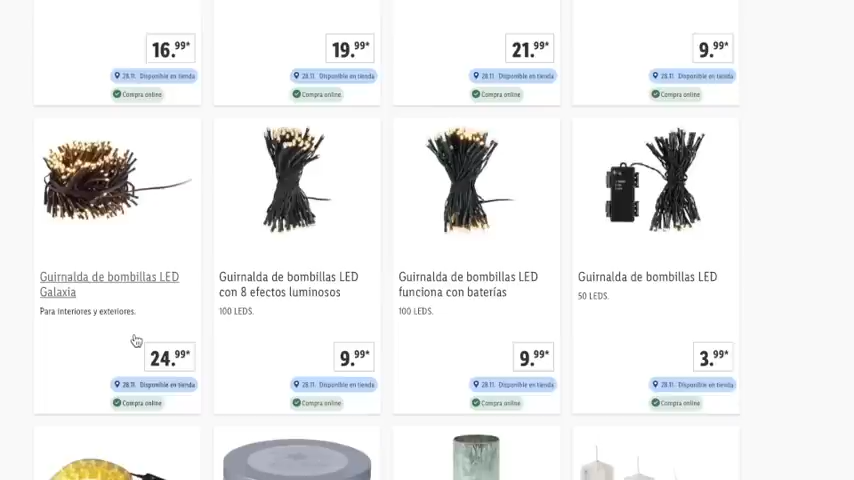 16.99*
19.99*
21.99*
9.99*
28.11. Disponible en tienda
28.11. Disponible en tienda
28.11. Disponible en tienda
28.11. Disponible en tienda
Compra online
Compra online
Compra online
Compra online
Guirnalda de bombillas LED
Galaxia
Para interiores y exteriores.
24.99*
28.11. Disponible en tienda
Compra online
Guirnalda de bombillas LED
con 8 efectos luminosos
100 LEDS.
9.99*
28.11. Disponible en tienda
Compra online
Guirnalda de bombillas LED
funciona con baterías
100 LEDS.
9.99*
28.11. Disponible en tienda
Compra online
Guirnalda de bombillas LED
50 LEDS.
3.99*
28.11. Disponible en tienda
Compra online